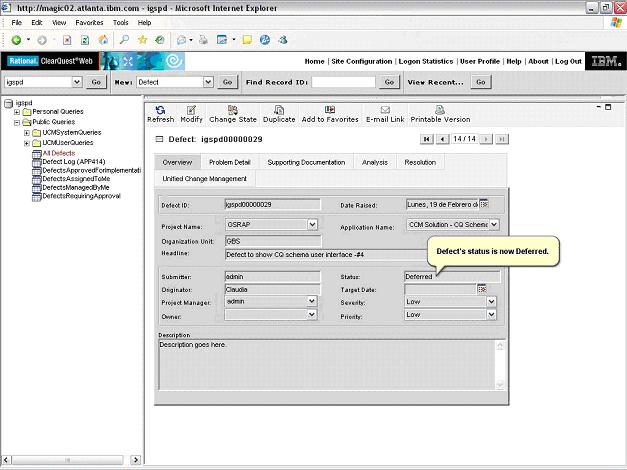 http://magic02.atlanta.ibm.com - igspd - Microsoft Internet Explorer
File Edit View Favorites Tools Help
Rational. ClearQuest Web
Home | Site Configuration | Logon Statistics | User Profile | Help | About | Log Out IBM.
igspd Go New: Defect Go Find Record ID: Go View Recent... Go
igspd
Personal Queries
Public Queries
UCMSystemQueries
UCMUserQueries
All Defects
Defect Log (APP414)
DefectsApprovedForImplementati
DefectsAssignedToMe
DefectsManagedByMe
DefectsRequiringApproval
Refresh Modify Change State Duplicate Add to Favorites E-mail Link Printable Version
Defect: igspd00000029
14 / 14
Overview Problem Detail Supporting Documentation Analysis Resolution
Unified Change Management
Defect ID: igspd00000029 Date Raised: Lunes, 19 de Febrero d
Project Name: GSRAP Application Name: CCM Solution - CQ Schema
Organization Unit: GBS
Headline: Defect to show CQ schema user interface -#4
Defect's status is now Deferred.
Submitter: admin Status: Deferred
Originator: Claudia Target Date:
Project Manager: admin Severity: Low
Owner: Priority: Low
Description
Description goes here.